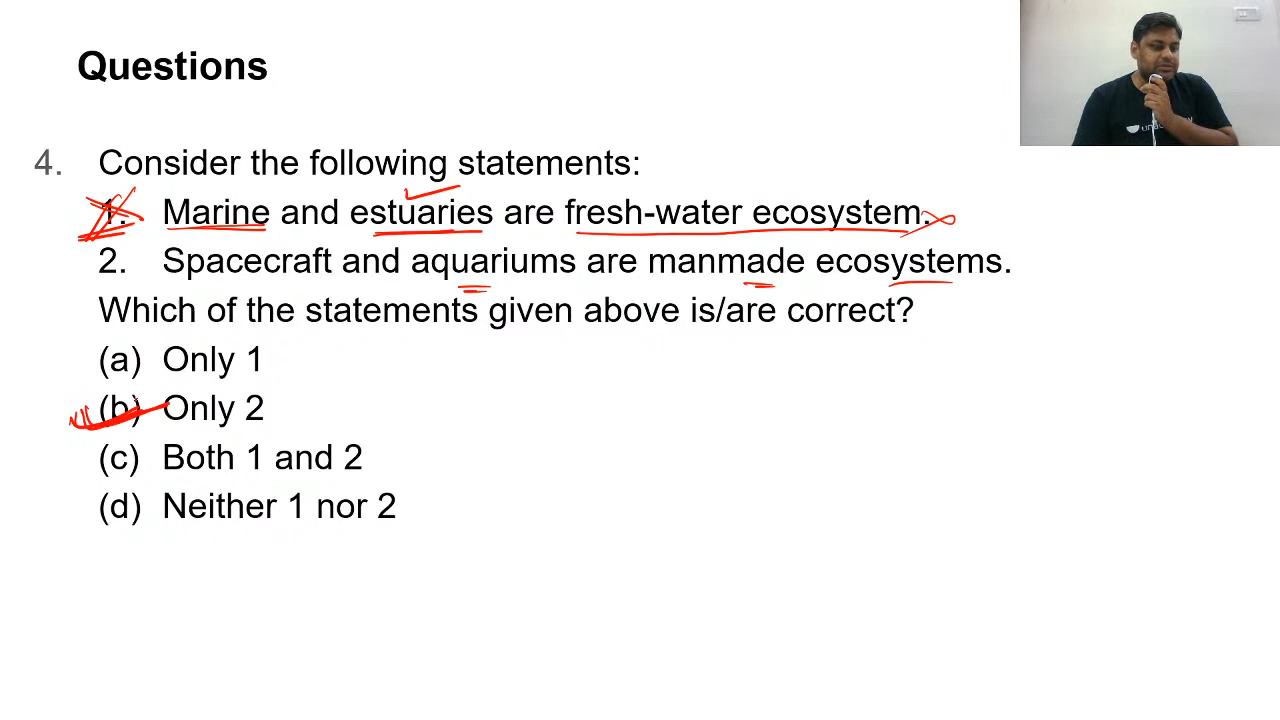 Questions
4. Consider the following statements:
1. Marine and estuaries are fresh-water ecosystem.
2. Spacecraft and aquariums are manmade ecosystems.
Which of the statements given above is/are correct?
(a) Only 1
(b) Only 2
(c) Both 1 and 2
(d) Neither 1 nor 2